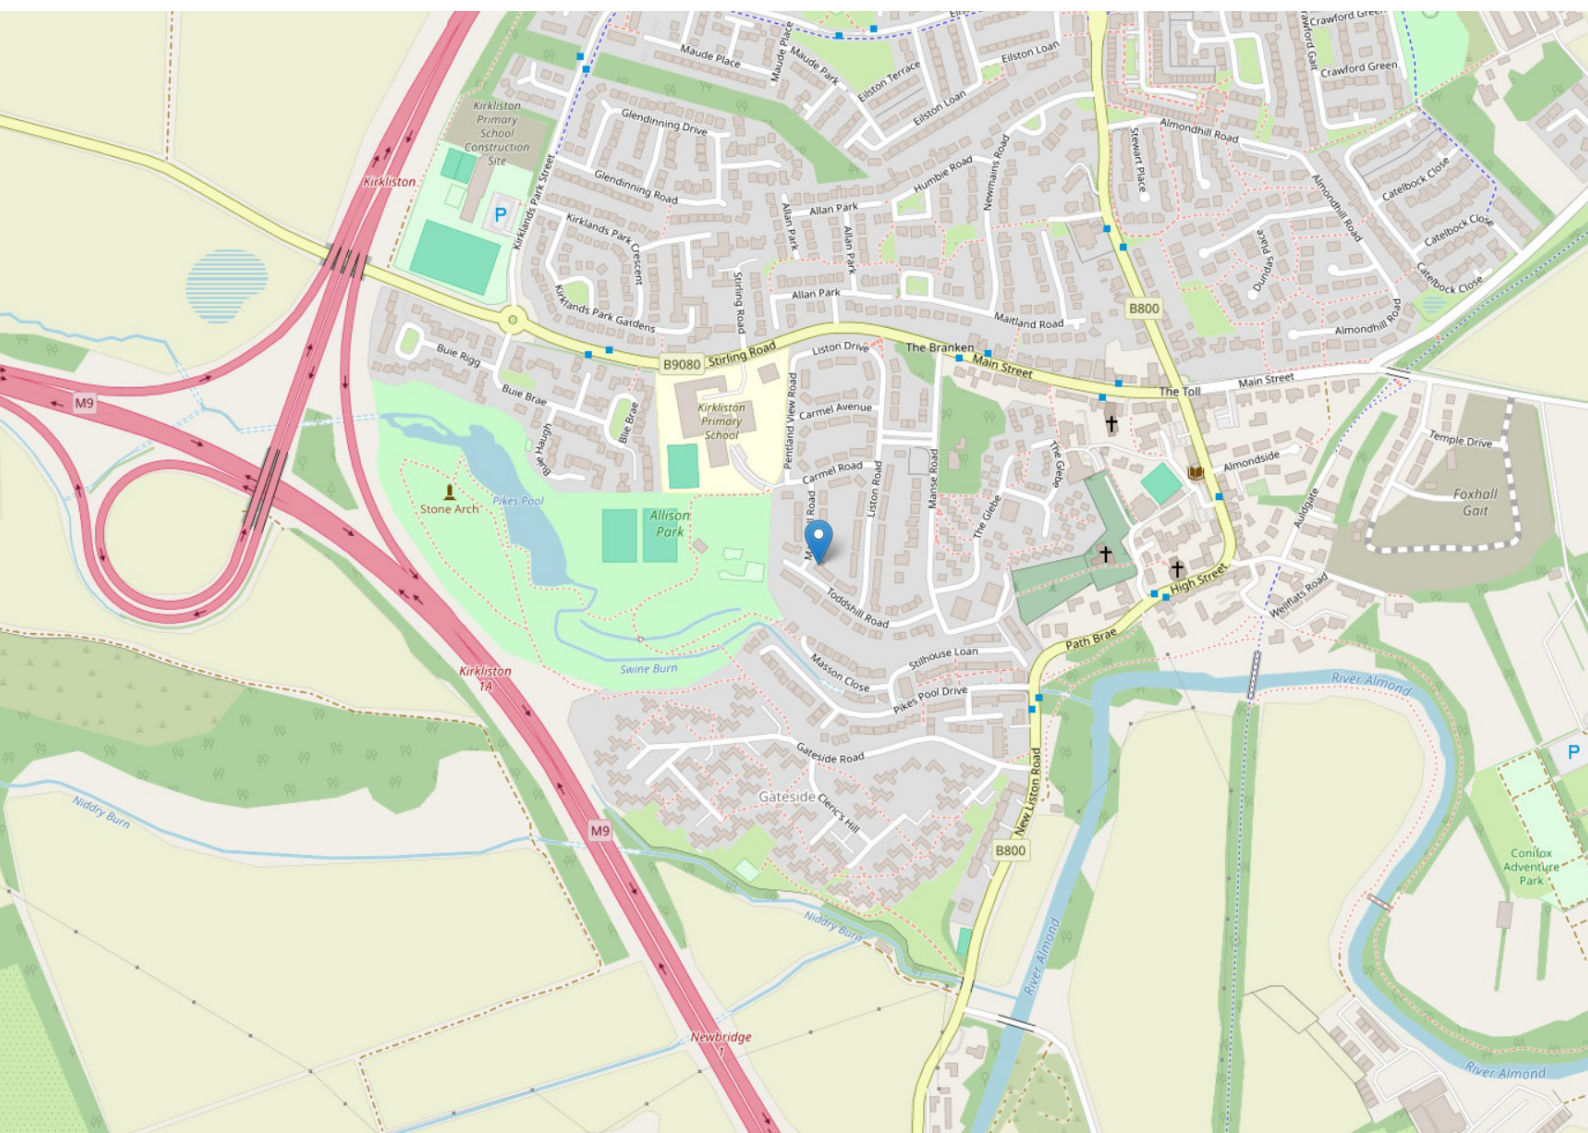 Maude Place
Maude Place
Maude Park
Eilston Terrace
Eilston Loan
Eilston Loan
Crawford Green
Crawford Green
Kirkliston
Primary
School
Construction
Site
Glendinning Drive
Almondhill Road
Stewart Place
Humbie Road
Newmains Road
Catelbock Close
Kirkliston
Glendinning Road
Kirklands Park Street
P
Kirklands Park Crescent
Allan Park
Allan Park
Allan Park
Almondhill Road
Catelbock Close
Dundas Place
Catelbock Close
Stirling Road
Kirklands Park Gardens
Allan Park
Maitland Road
B800
Almondhill Road
Buie Rigg
B9080
Stirling Road
Liston Drive
The Branken
Main Street
The Toll
Main Street
M9
Buie Brae
Buie Haugh
Kirkliston
Primary
School
Pentland View Road
Carmel Avenue
Carmel Road
Liston Road
Manse Road
The Glebe
The Glebe
Almondside
Temple Drive
Foxhall
Gait
Auldgate
Stone Arch
Pikes Pool
Allison
Park
Toddshill Road
High Street
Wellflats Road
Path Brae
Swine Burn
Masson Close
Stilhouse Loan
Pikes Pool Drive
River Almond
Kirkliston
1A
Gateside Road
Gateside
Cleric's Hill
New Liston Road
P
Niddry Burn
M9
B800
Conifox
Adventure
Park
Niddry Burn
River Almond
Newbridge
1
River Almond